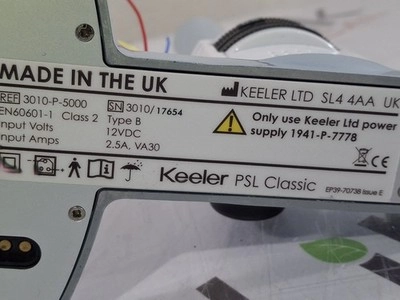 MADE IN THE UK
KEELER LTD SL4 4AA UK
REF 3010-P-5000 SN 3010/17654
EN60601-1 Class 2 Type B
Input Volts 12VDC
Input Amps 2.5A, VA30
Only use Keeler Ltd power
supply 1941-P-7778
CE
Keeler PSL Classic
EP39-70738 Issue E